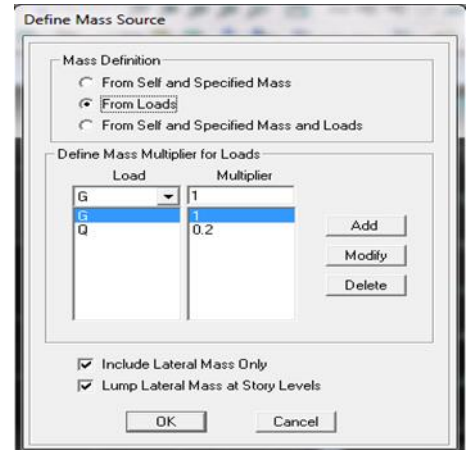 Define Mass Source
Mass Definition
From Self and Specified Mass
From Loads
From Self and Specified Mass and Loads
Define Mass Multiplier for Loads
Load Multiplier
G 1
G 1
Q 0.2
Add
Modify
Delete
Include Lateral Mass Only
Lump Lateral Mass at Story Levels
OK Cancel